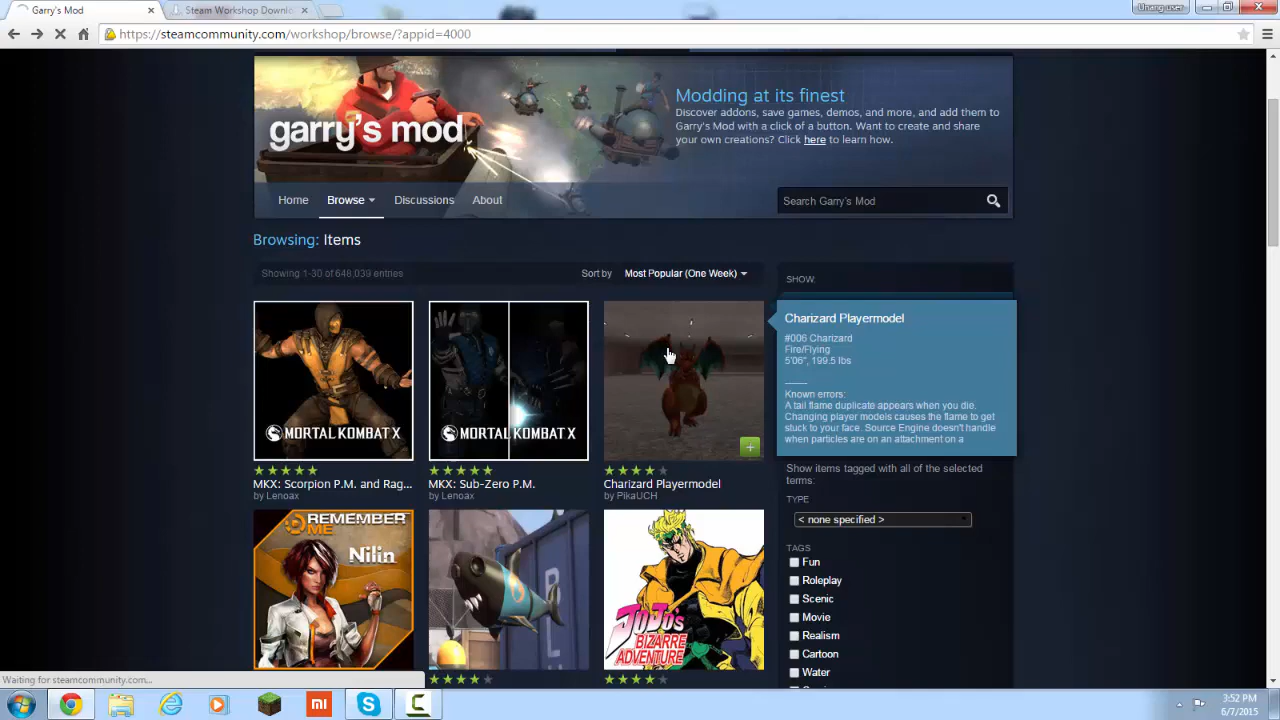 Garry's Mod
Steam Workshop Downlo
Unang user
https://steamcommunity.com/workshop/browse/?appid=4000
garry's mod
Modding at its finest
Discover addons, save games, demos, and more, and add them to
Garry's Mod with a click of a button. Want to create and share
your own creations? Click here to learn how.
Home
Browse
Discussions
About
Search Garry's Mod
Browsing: Items
Showing 1-30 of 648,039 entries
Sort by
Most Popular (One Week)
SHOW:
MORTAL KOMBAT X
MORTAL KOMBAT X
Charizard Playermodel
#006 Charizard
Fire/Flying
5'06", 199.5 lbs
Known errors:
A tail flame duplicate appears when you die.
Changing player models causes the flame to get
stuck to your face. Source Engine doesn't handle
when particles are on an attachment on a
MKX: Scorpion P.M. and Rag...
by Lenoax
MKX: Sub-Zero P.M.
by Lenoax
Charizard Playermodel
by PikaUCH
Show items tagged with all of the selected
terms:
TYPE
< none specified >
TAGS
Fun
Roleplay
Scenic
Movie
Realism
Cartoon
Water
REMEMBER
ME
Nilin
JOJO'S
BIZARRE
ADVENTURE
Waiting for steamcommunity.com...
3:52 PM
6/7/2015